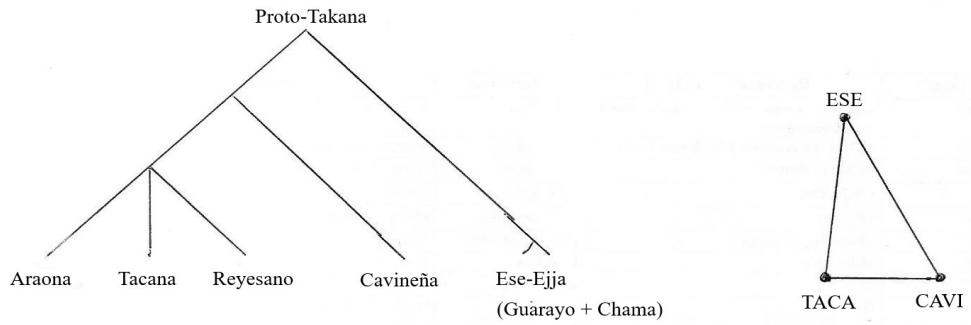 Proto-Takana
ESE
Araona Tacana Reyesano Cavineña Ese-Ejja
(Guarayo + Chama)
TACA CAVI